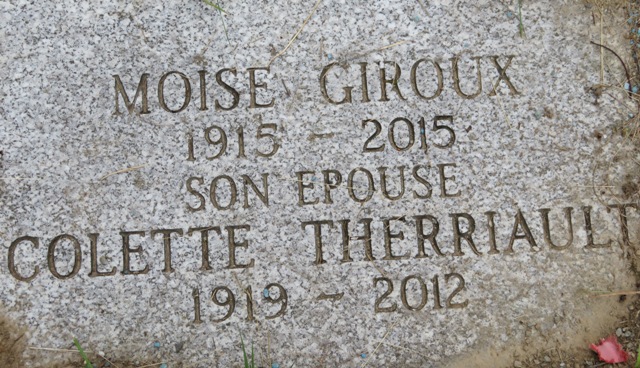 MOISE GIROUX
1915 - 2015
SON EPOUSE
COLETTE THERRIAULT
1919 - 2012